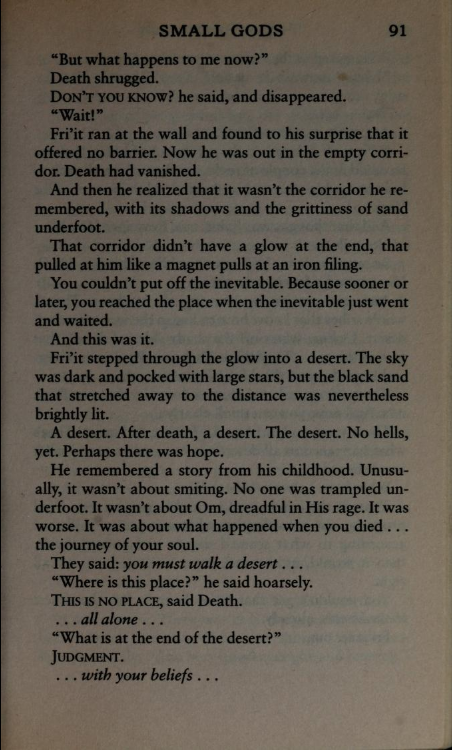 SMALL GODS 91
“But what happens to me now?”
Death shrugged.
DON’T YOU KNOW? he said, and disappeared.
“Wait!”
Fri’it ran at the wall and found to his surprise that it
offered no barrier. Now he was out in the empty corri-
dor. Death had vanished.
And then he realized that it wasn’t the corridor he re-
membered, with its shadows and the grittiness of sand
underfoot.
That corridor didn’t have a glow at the end, that
pulled at him like a magnet pulls at an iron filing.
You couldn’t put off the inevitable. Because sooner or
later, you reached the place when the inevitable just went
and waited.
And this was it.
Fri’it stepped through the glow into a desert. The sky
was dark and pocked with large stars, but the black sand
that stretched away to the distance was nevertheless
brightly lit.
A desert. After death, a desert. The desert. No hells,
yet. Perhaps there was hope.
He remembered a story from his childhood. Unusu-
ally, it wasn’t about smiting. No one was trampled un-
derfoot. It wasn’t about Om, dreadful in His rage. It was
worse. It was about what happened when you died . . .
the journey of your soul.
They said: you must walk a desert . . .
“Where is this place?” he said hoarsely.
THIS IS NO PLACE, said Death.
. . . all alone . . .
“What is at the end of the desert?”
JUDGMENT.
. . . with your beliefs . . .